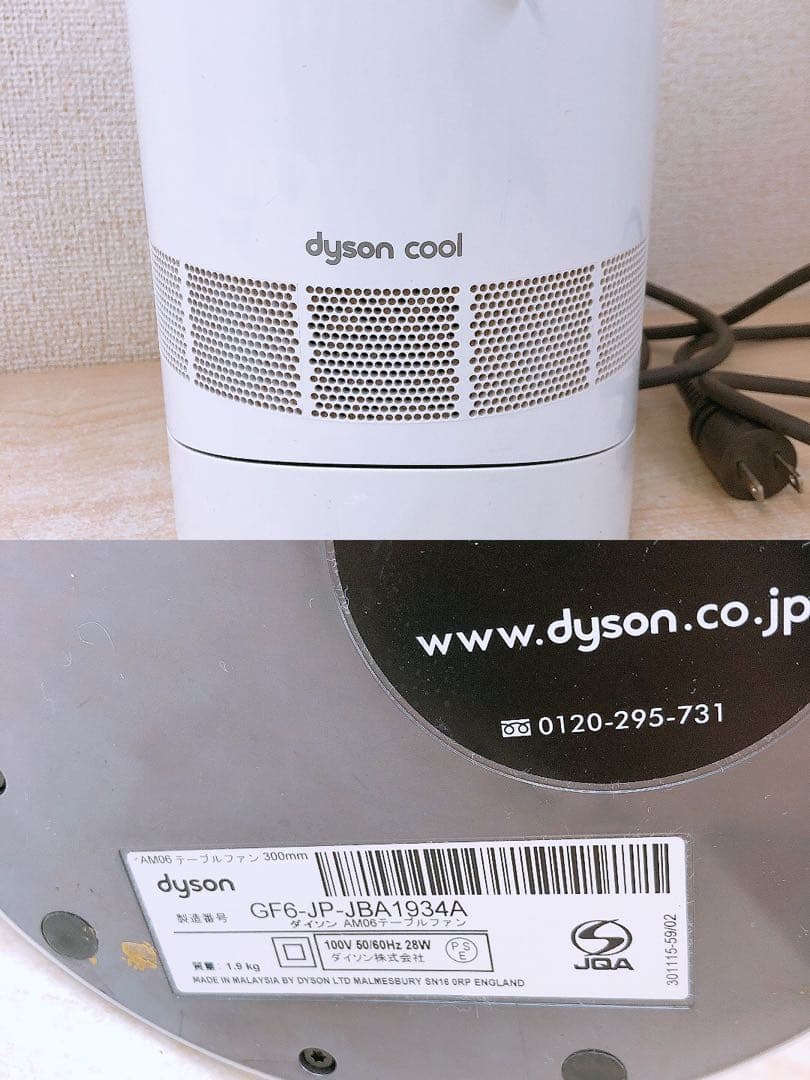 dyson cool
www.dyson.co.jp
0120-295-731
AM06 テーブルファン 300mm
dyson
製造番号 GF6-JP-JBA1934A
ダイソン AM06テーブルファン
100V 50/60Hz 28W
ダイソン株式会社
PSE
JQA
質量: 1.9 kg
MADE IN MALAYSIA BY DYSON LTD MALMESBURY SN16 0RP ENGLAND
301115-59/02